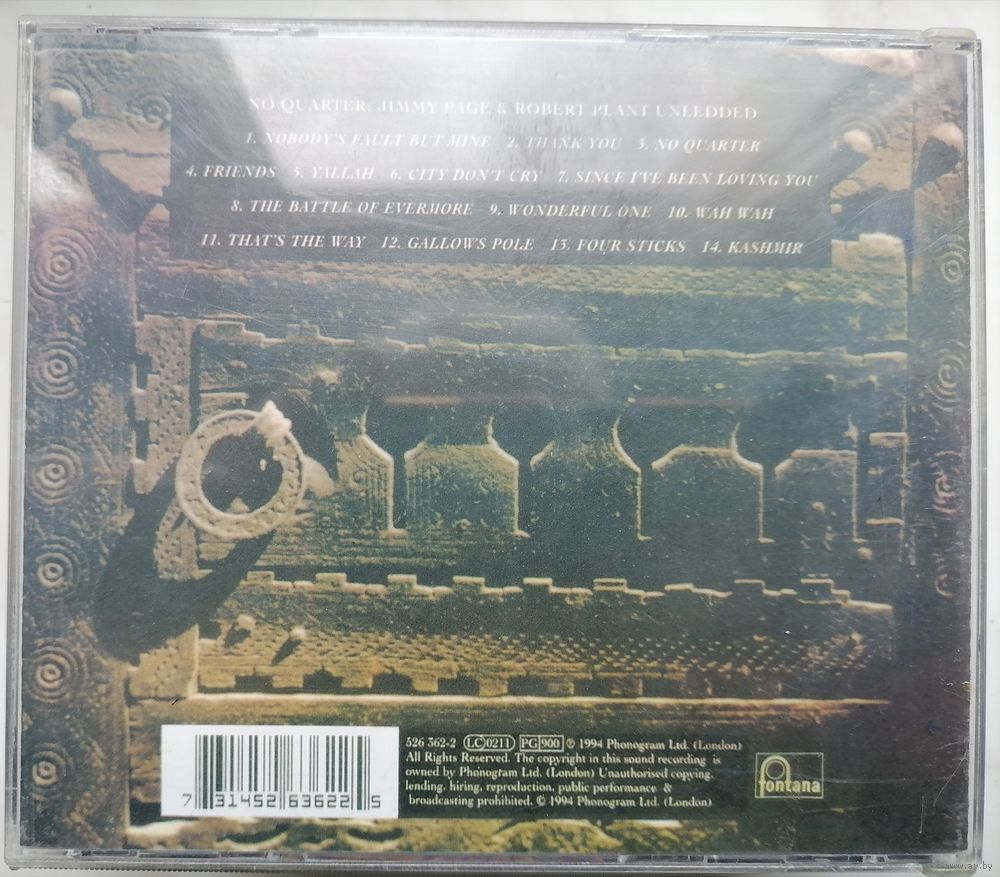 NO QUARTER: JIMMY PAGE & ROBERT PLANT UNLEDDED
1. NOBODY'S FAULT BUT MINE 2. THANK YOU 3. NO QUARTER
4. FRIENDS 5. YALLAH 6. CITY DON'T CRY 7. SINCE I'VE BEEN LOVING YOU
8. THE BATTLE OF EVERMORE 9. WONDERFUL ONE 10. WAH WAH
11. THAT'S THE WAY 12. GALLOWS POLE 13. FOUR STICKS 14. KASHMIR
526 362-2 LC0211 PG 900 ℗ 1994 Phonogram Ltd. (London)
All Rights Reserved. The copyright in this sound recording is
owned by Phonogram Ltd. (London) Unauthorised copying,
lending, hiring, reproduction, public performance &
broadcasting prohibited. © 1994 Phonogram Ltd. (London)
7 31452 63622 5
fontana
www.ay.by